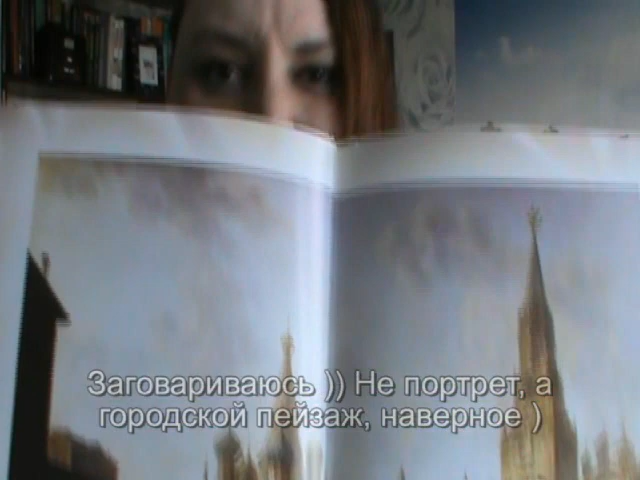 Заговариваюсь )) Не портрет, а
городской пейзаж, наверное )